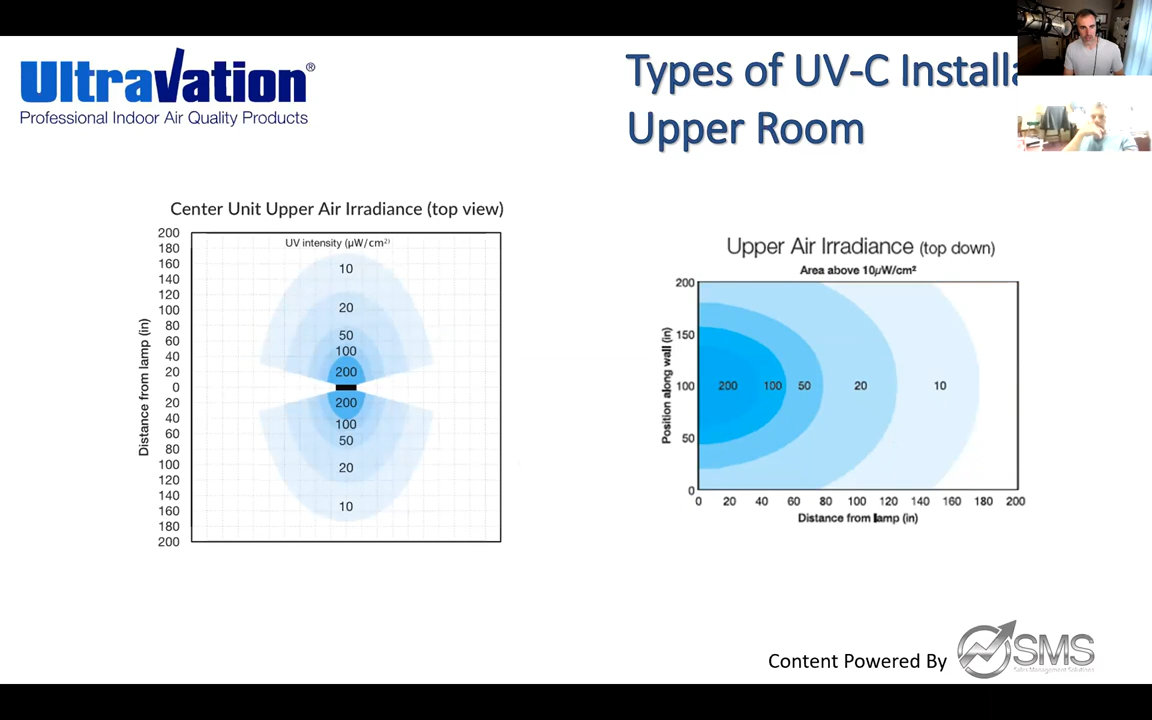 Ultravation®
Professional Indoor Air Quality Products
Types of UV-C Installa
Upper Room
Center Unit Upper Air Irradiance (top view)
UV intensity (µW/cm²)
200
180
160
140
120
100
80
60
40
20
0
20
40
60
80
100
120
140
160
180
200
Distance from lamp (in)
10
20
50
100
200
200
100
50
20
10
Upper Air Irradiance (top down)
Area above 10µW/cm²
200
150
100
50
0
Position along wall (in)
200 100 50 20 10
0 20 40 60 80 100 120 140 160 180 200
Distance from lamp (in)
Content Powered By
SMS
Sales Management Solutions